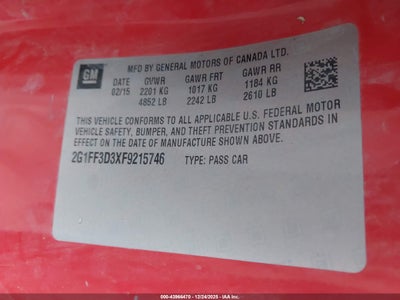 GM
MFD BY GENERAL MOTORS OF CANADA LTD.
DATE GVWR GAWR FRT GAWR RR
02/15 2201 KG 1017 KG 1184 KG
4852 LB 2242 LB 2610 LB
THIS VEHICLE CONFORMS TO ALL APPLICABLE U.S. FEDERAL MOTOR
VEHICLE SAFETY, BUMPER, AND THEFT PREVENTION STANDARDS IN
EFFECT ON THE DATE OF MANUFACTURE SHOWN ABOVE.
2G1FF3D3XF9215746 TYPE: PASS CAR
500-43966470 • 12/24/2025 - IAA Inc.